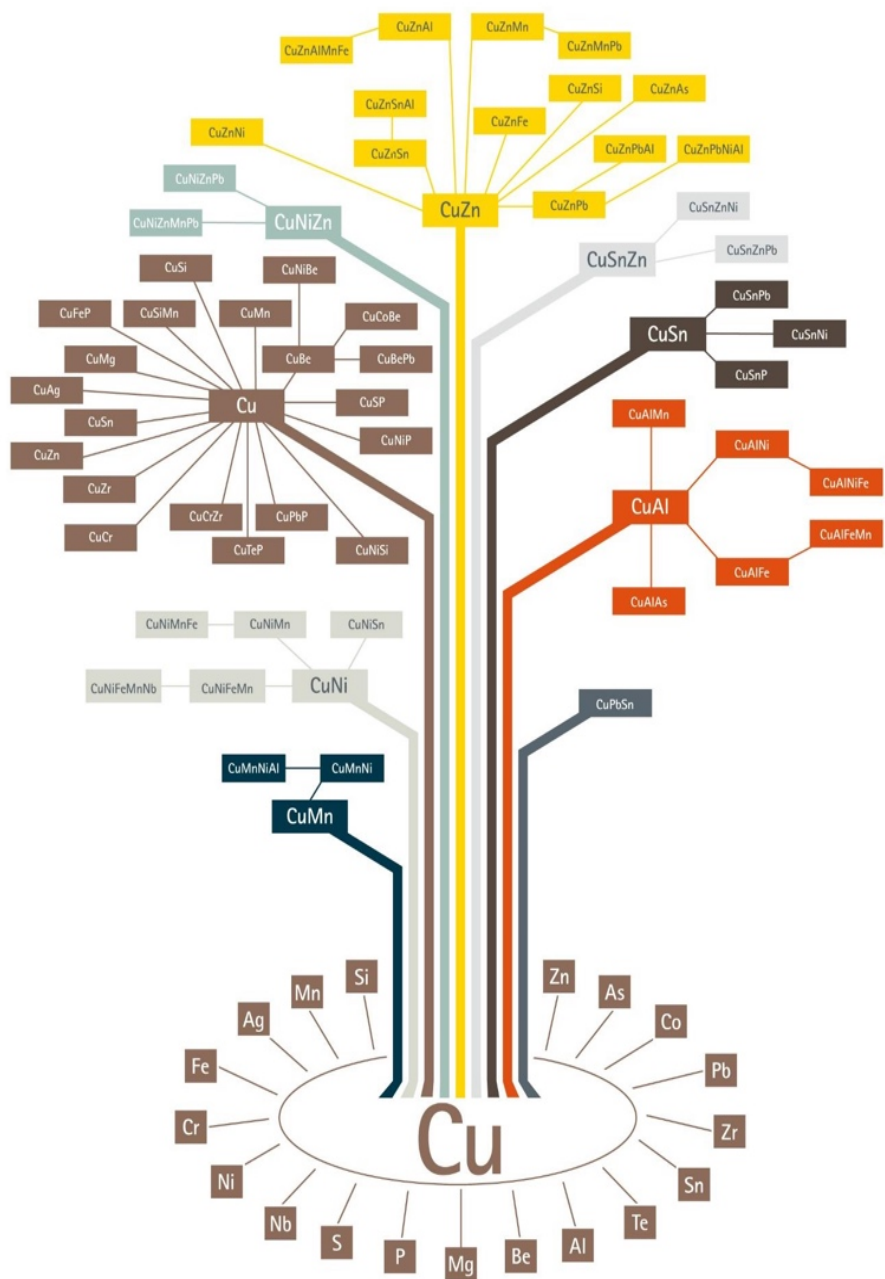 CuZnAl
CuZnMn
CuZnAlMnFe
CuZnMnPb
CuZnSi
CuZnAs
CuZnSnAl
CuZnFe
CuZnNi
CuZnSn
CuZnPbAl
CuZnPbNiAl
CuZn
CuZnPb
CuNiZnPb
CuNiZnMnPb
CuNiZn
CuSnZnNi
CuSnZn
CuSnZnPb
CuSi
CuNiBe
CuFeP
CuSiMn
CuMn
CuCoBe
CuMg
CuBe
CuBePb
CuAg
Cu
CuSP
CuSn
CuNiP
CuZn
CuZr
CuCrZr
CuPbP
CuCr
CuTeP
CuNiSi
CuSnPb
CuSn
CuSnNi
CuSnP
CuAlMn
CuAlNi
CuAlNiFe
CuAl
CuAlFeMn
CuAlFe
CuAlAs
CuNiMnFe
CuNiMn
CuNiSn
CuNiFeMnNb
CuNiFeMn
CuNi
CuPbSn
CuMnNiAl
CuMnNi
CuMn
Si
Zn
Mn
As
Ag
Co
Fe
Pb
Cr
Cu
Zr
Ni
Sn
Nb
Te
S
Al
P
Be
Mg